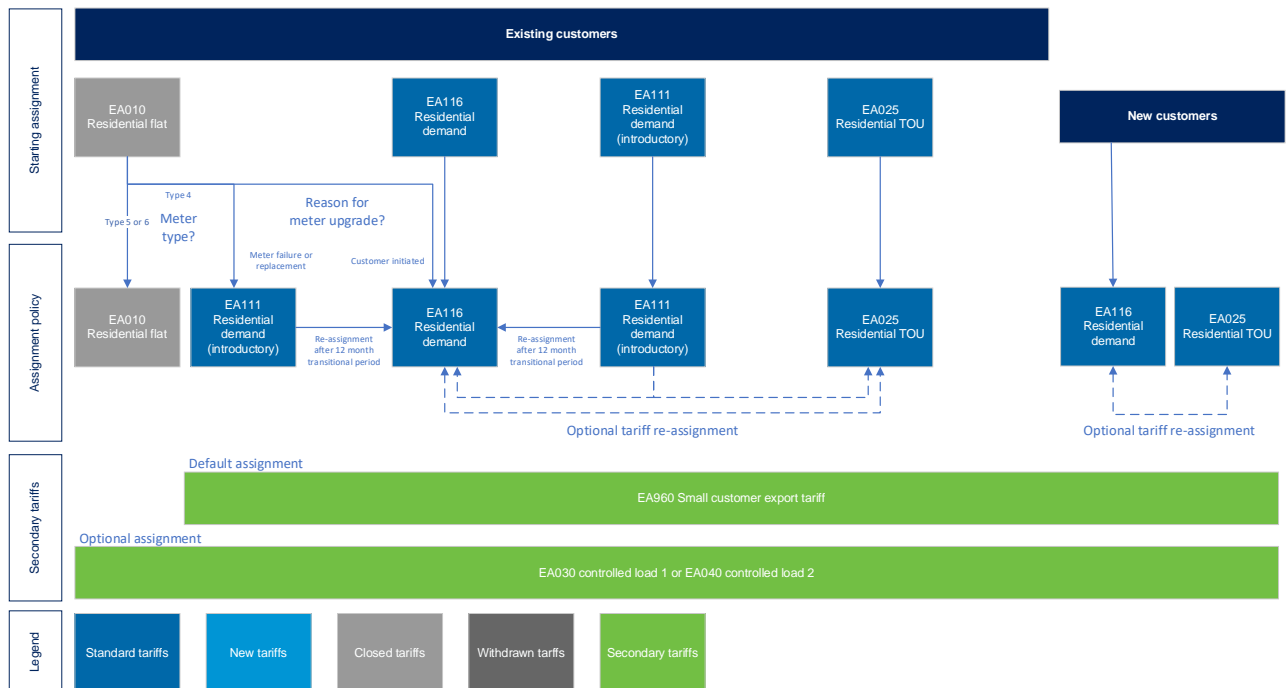 Existing customers
Starting assignment
EA010
Residential flat
EA116
Residential
demand
EA111
Residential
demand
(introductory)
EA025
Residential TOU
New customers
Type 4
Type 5 or 6
Meter
type?
Reason for
meter upgrade?
Meter failure or
replacement
Customer initiated
Assignment policy
EA010
Residential flat
EA111
Residential
demand
(introductory)
Re-assignment
after 12 month
transitional period
EA116
Residential
demand
Re-assignment
after 12 month
transitional period
EA111
Residential
demand
(introductory)
EA025
Residential TOU
EA116
Residential
demand
EA025
Residential TOU
Optional tariff re-assignment
Optional tariff re-assignment
Secondary tariffs
Default assignment
EA960 Small customer export tariff
Optional assignment
EA030 controlled load 1 or EA040 controlled load 2
Legend
Standard tariffs
New tariffs
Closed tariffs
Withdrawn tariffs
Secondary tariffs